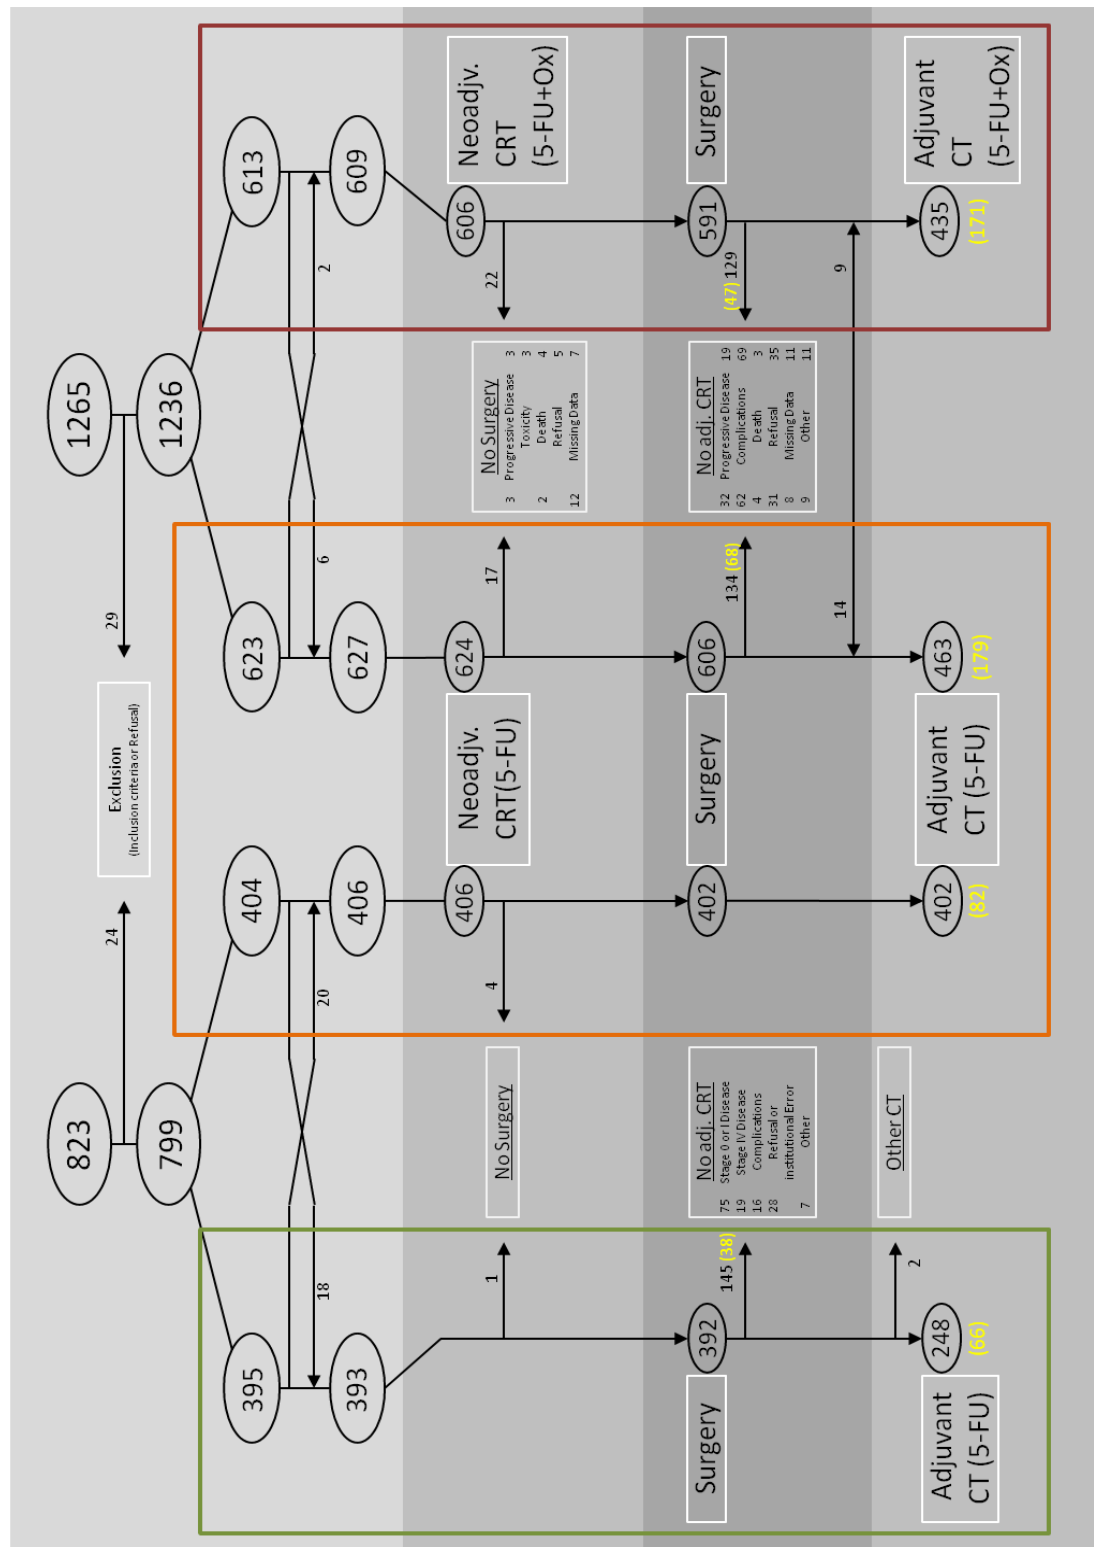 823
1265
24
Exclusion
(Inclusion criteria or Refusal)
29
799
1236
395
404
623
613
18
20
6
2
393
406
627
609
406
Neoadjv.
CRT(5-FU)
624
606
Neoadjv.
CRT
(5-FU+Ox)
1
No Surgery
4
17
No Surgery
3 Progressive Disease 3
Toxicity 3
2 Death 4
Refusal 5
12 Missing Data 7
22
Surgery
392
402
Surgery
606
591
Surgery
145 (38)
No adj. CRT
75 Stage 0 or I Disease
19 Stage IV Disease
16 Complications
28 Refusal or
institutional Error
7 Other
134 (68)
No adj. CRT
32 Progressive Disease 19
62 Complications 69
4 Death 3
31 Refusal 35
8 Missing Data 11
9 Other 11
(47) 129
2
Other CT
14
9
Adjuvant
CT (5-FU)
248
(66)
402
(82)
Adjuvant
CT (5-FU)
463
(179)
435
(171)
Adjuvant
CT
(5-FU+Ox)